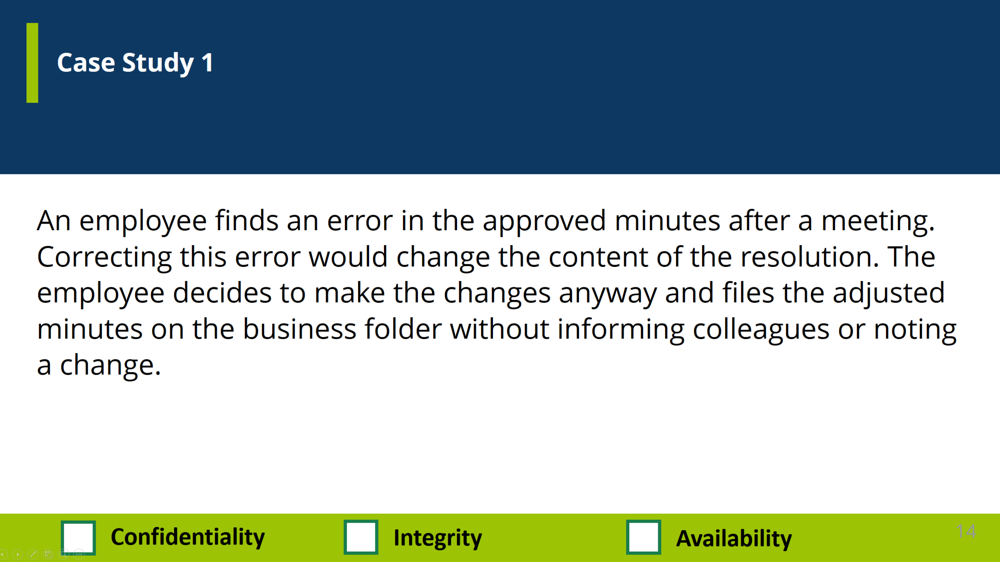 Case Study 1
An employee finds an error in the approved minutes after a meeting.
Correcting this error would change the content of the resolution. The
employee decides to make the changes anyway and files the adjusted
minutes on the business folder without informing colleagues or noting
a change.
Confidentiality
Integrity
Availability
14